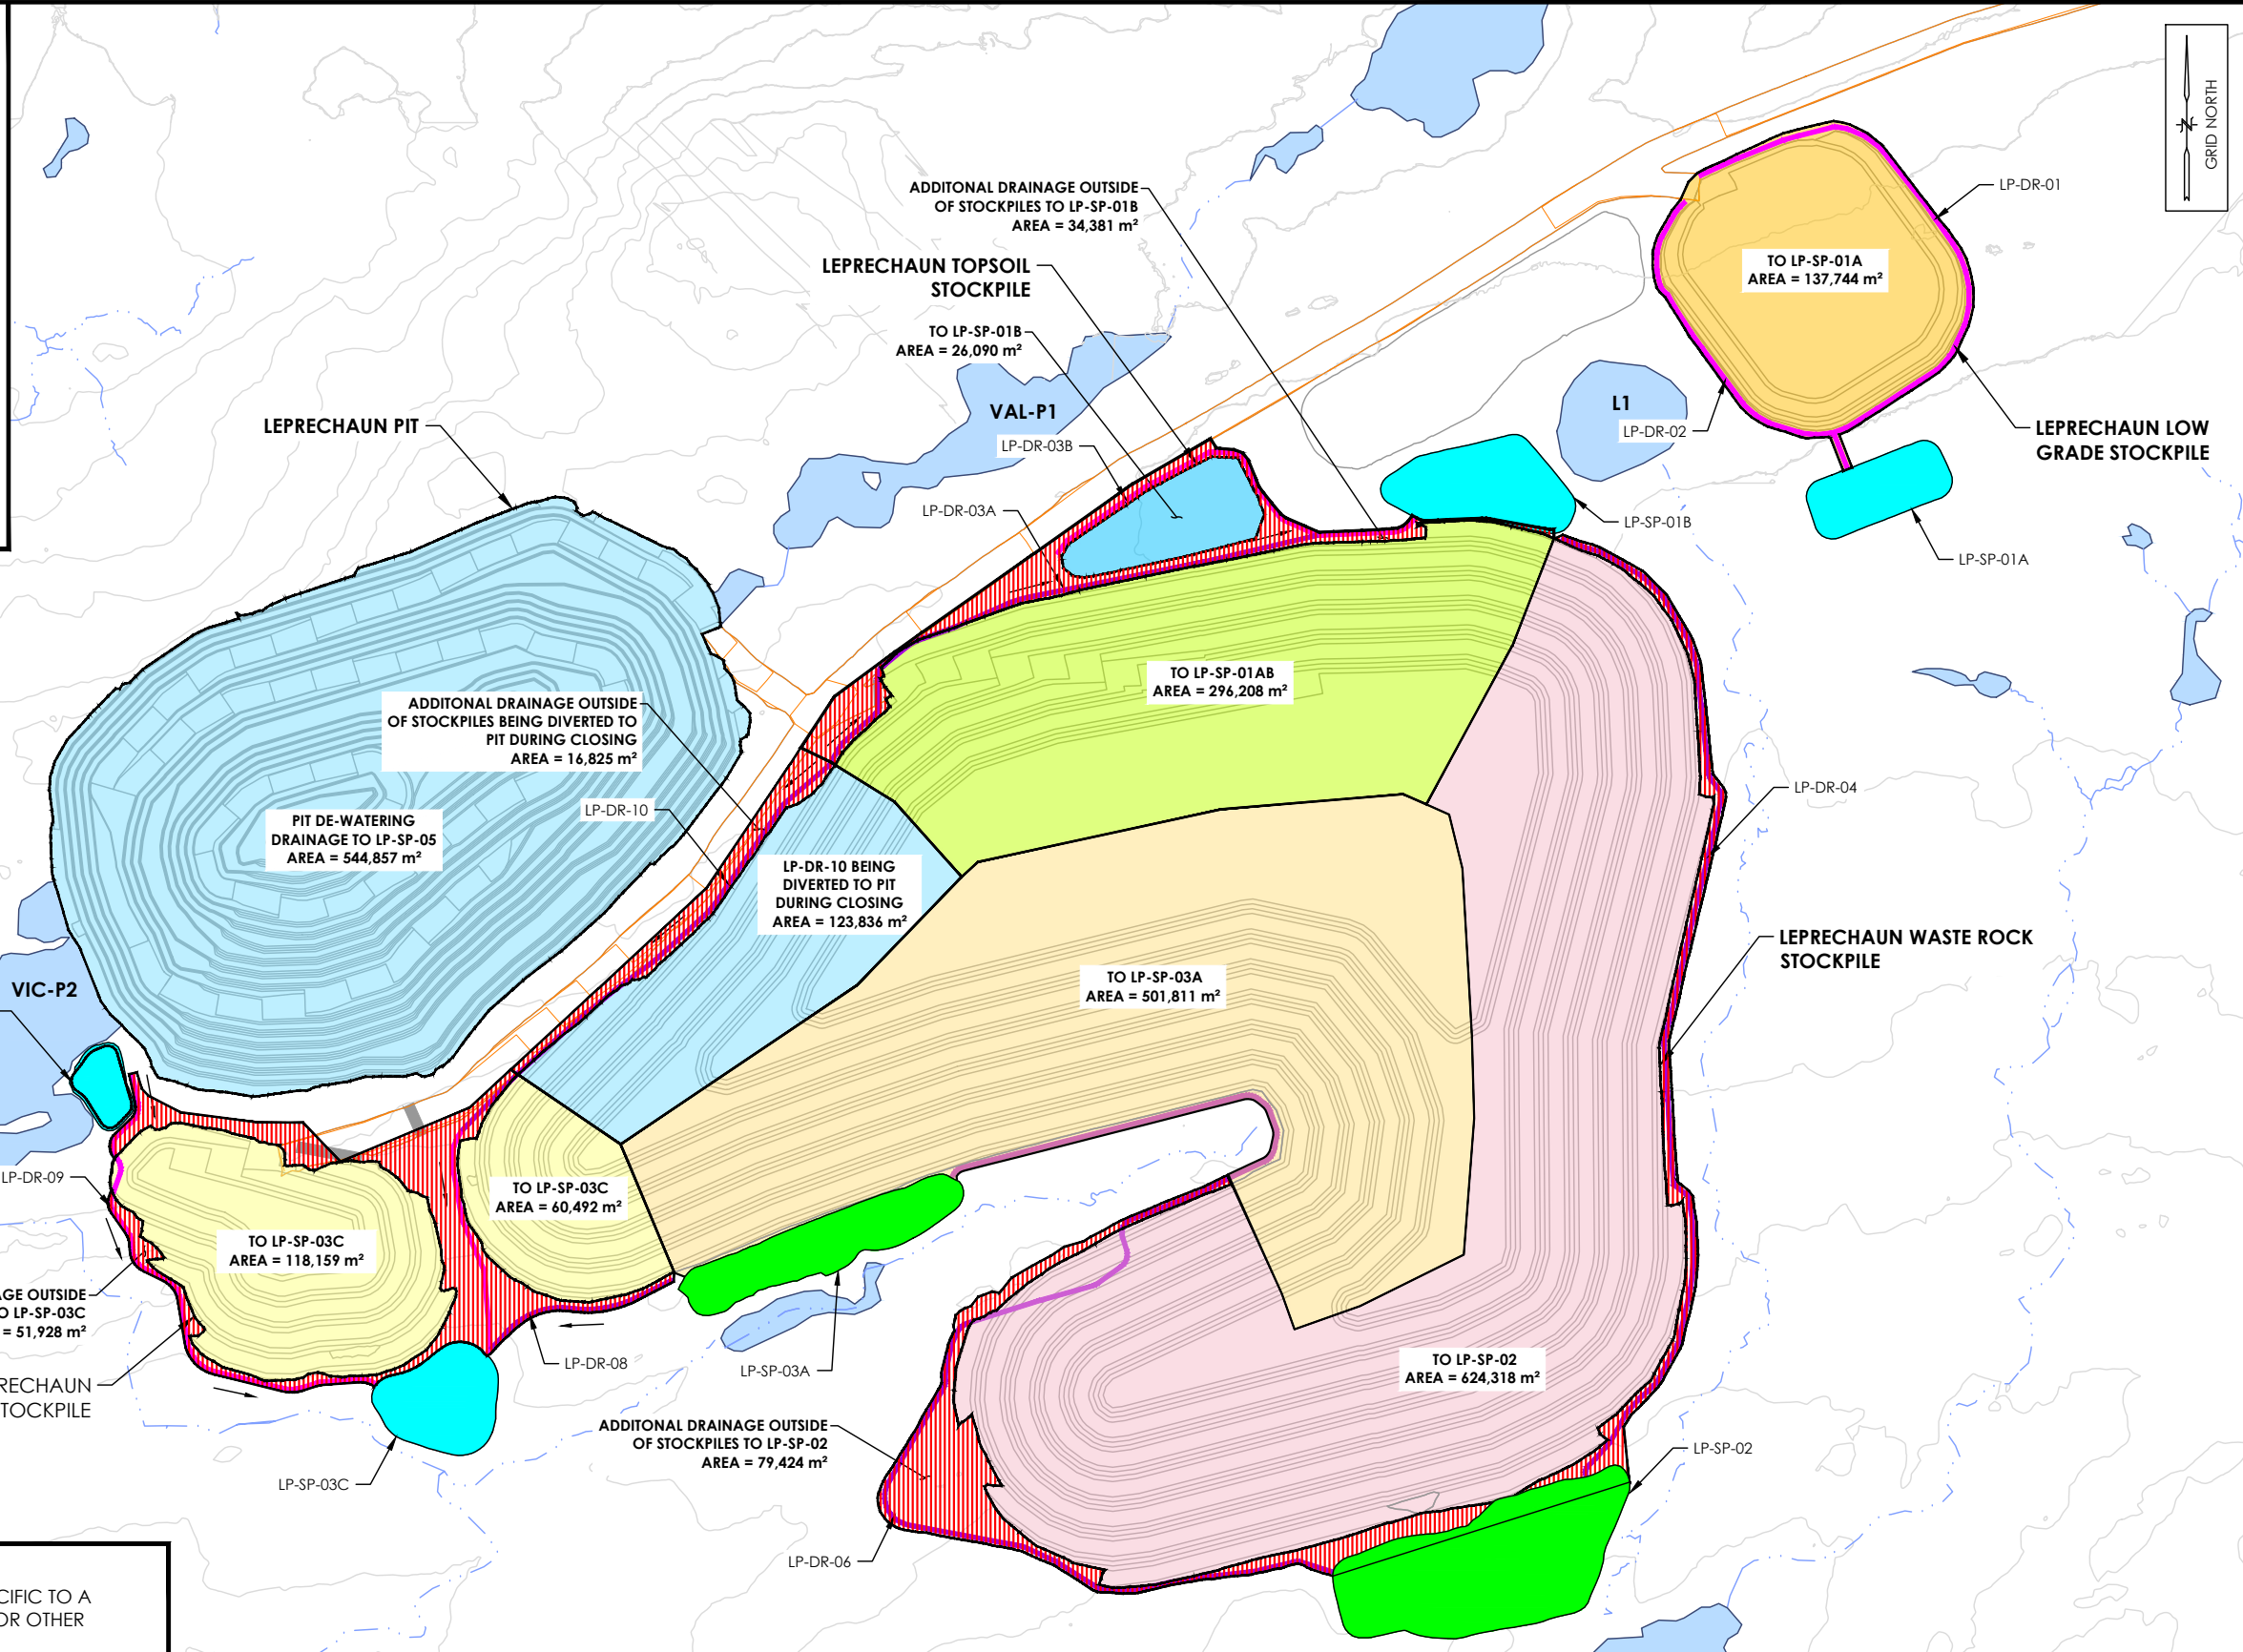 GRID NORTH
N
ADDITONAL DRAINAGE OUTSIDE
OF STOCKPILES TO LP-SP-01B
AREA = 34,381 m²
LP-DR-01
LEPRECHAUN TOPSOIL
STOCKPILE
TO LP-SP-01A
AREA = 137,744 m²
TO LP-SP-01B
AREA = 26,090 m²
VAL-P1
L1
LP-DR-02
LEPRECHAUN LOW
GRADE STOCKPILE
LEPRECHAUN PIT
LP-DR-03B
LP-DR-03A
LP-SP-01B
LP-SP-01A
TO LP-SP-01AB
AREA = 296,208 m²
ADDITONAL DRAINAGE OUTSIDE
OF STOCKPILES BEING DIVERTED TO
PIT DURING CLOSING
AREA = 16,825 m²
LP-DR-10
LP-DR-04
PIT DE-WATERING
DRAINAGE TO LP-SP-05
AREA = 544,857 m²
LP-DR-10 BEING
DIVERTED TO PIT
DURING CLOSING
AREA = 123,836 m²
LEPRECHAUN WASTE ROCK
STOCKPILE
TO LP-SP-03A
AREA = 501,811 m²
VIC-P2
LP-DR-09
TO LP-SP-03C
AREA = 60,492 m²
TO LP-SP-03C
AREA = 118,159 m²
AGE OUTSIDE
O LP-SP-03C
= 51,928 m²
LP-DR-08
LP-SP-03A
TO LP-SP-02
AREA = 624,318 m²
RECHAUN
TOCKPILE
ADDITONAL DRAINAGE OUTSIDE
OF STOCKPILES TO LP-SP-02
AREA = 79,424 m²
LP-SP-02
LP-SP-03C
LP-DR-06
CIFIC TO A
OR OTHER